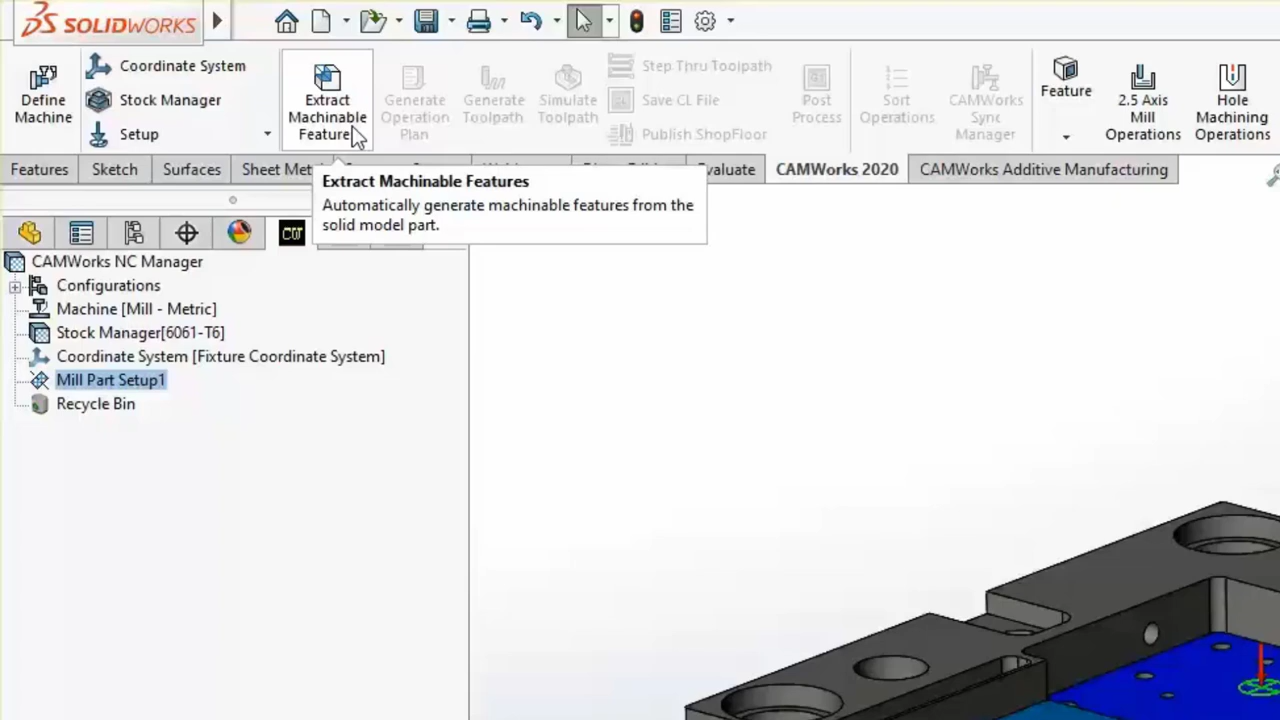 SOLIDWORKS
Define Machine
Coordinate System
Stock Manager
Setup
Extract Machinable Features
Generate Operation Plan
Generate Toolpath
Simulate Toolpath
Step Thru Toolpath
Save CL File
Publish ShopFloor
Post Process
Sort Operations
CAMWorks Sync Manager
Feature
2.5 Axis Mill Operations
Hole Machining Operations
Features
Sketch
Surfaces
Sheet Met
Evaluate
CAMWorks 2020
CAMWorks Additive Manufacturing
Extract Machinable Features
Automatically generate machinable features from the
solid model part.
CW
CAMWorks NC Manager
Configurations
Machine [Mill - Metric]
Stock Manager[6061-T6]
Coordinate System [Fixture Coordinate System]
Mill Part Setup1
Recycle Bin